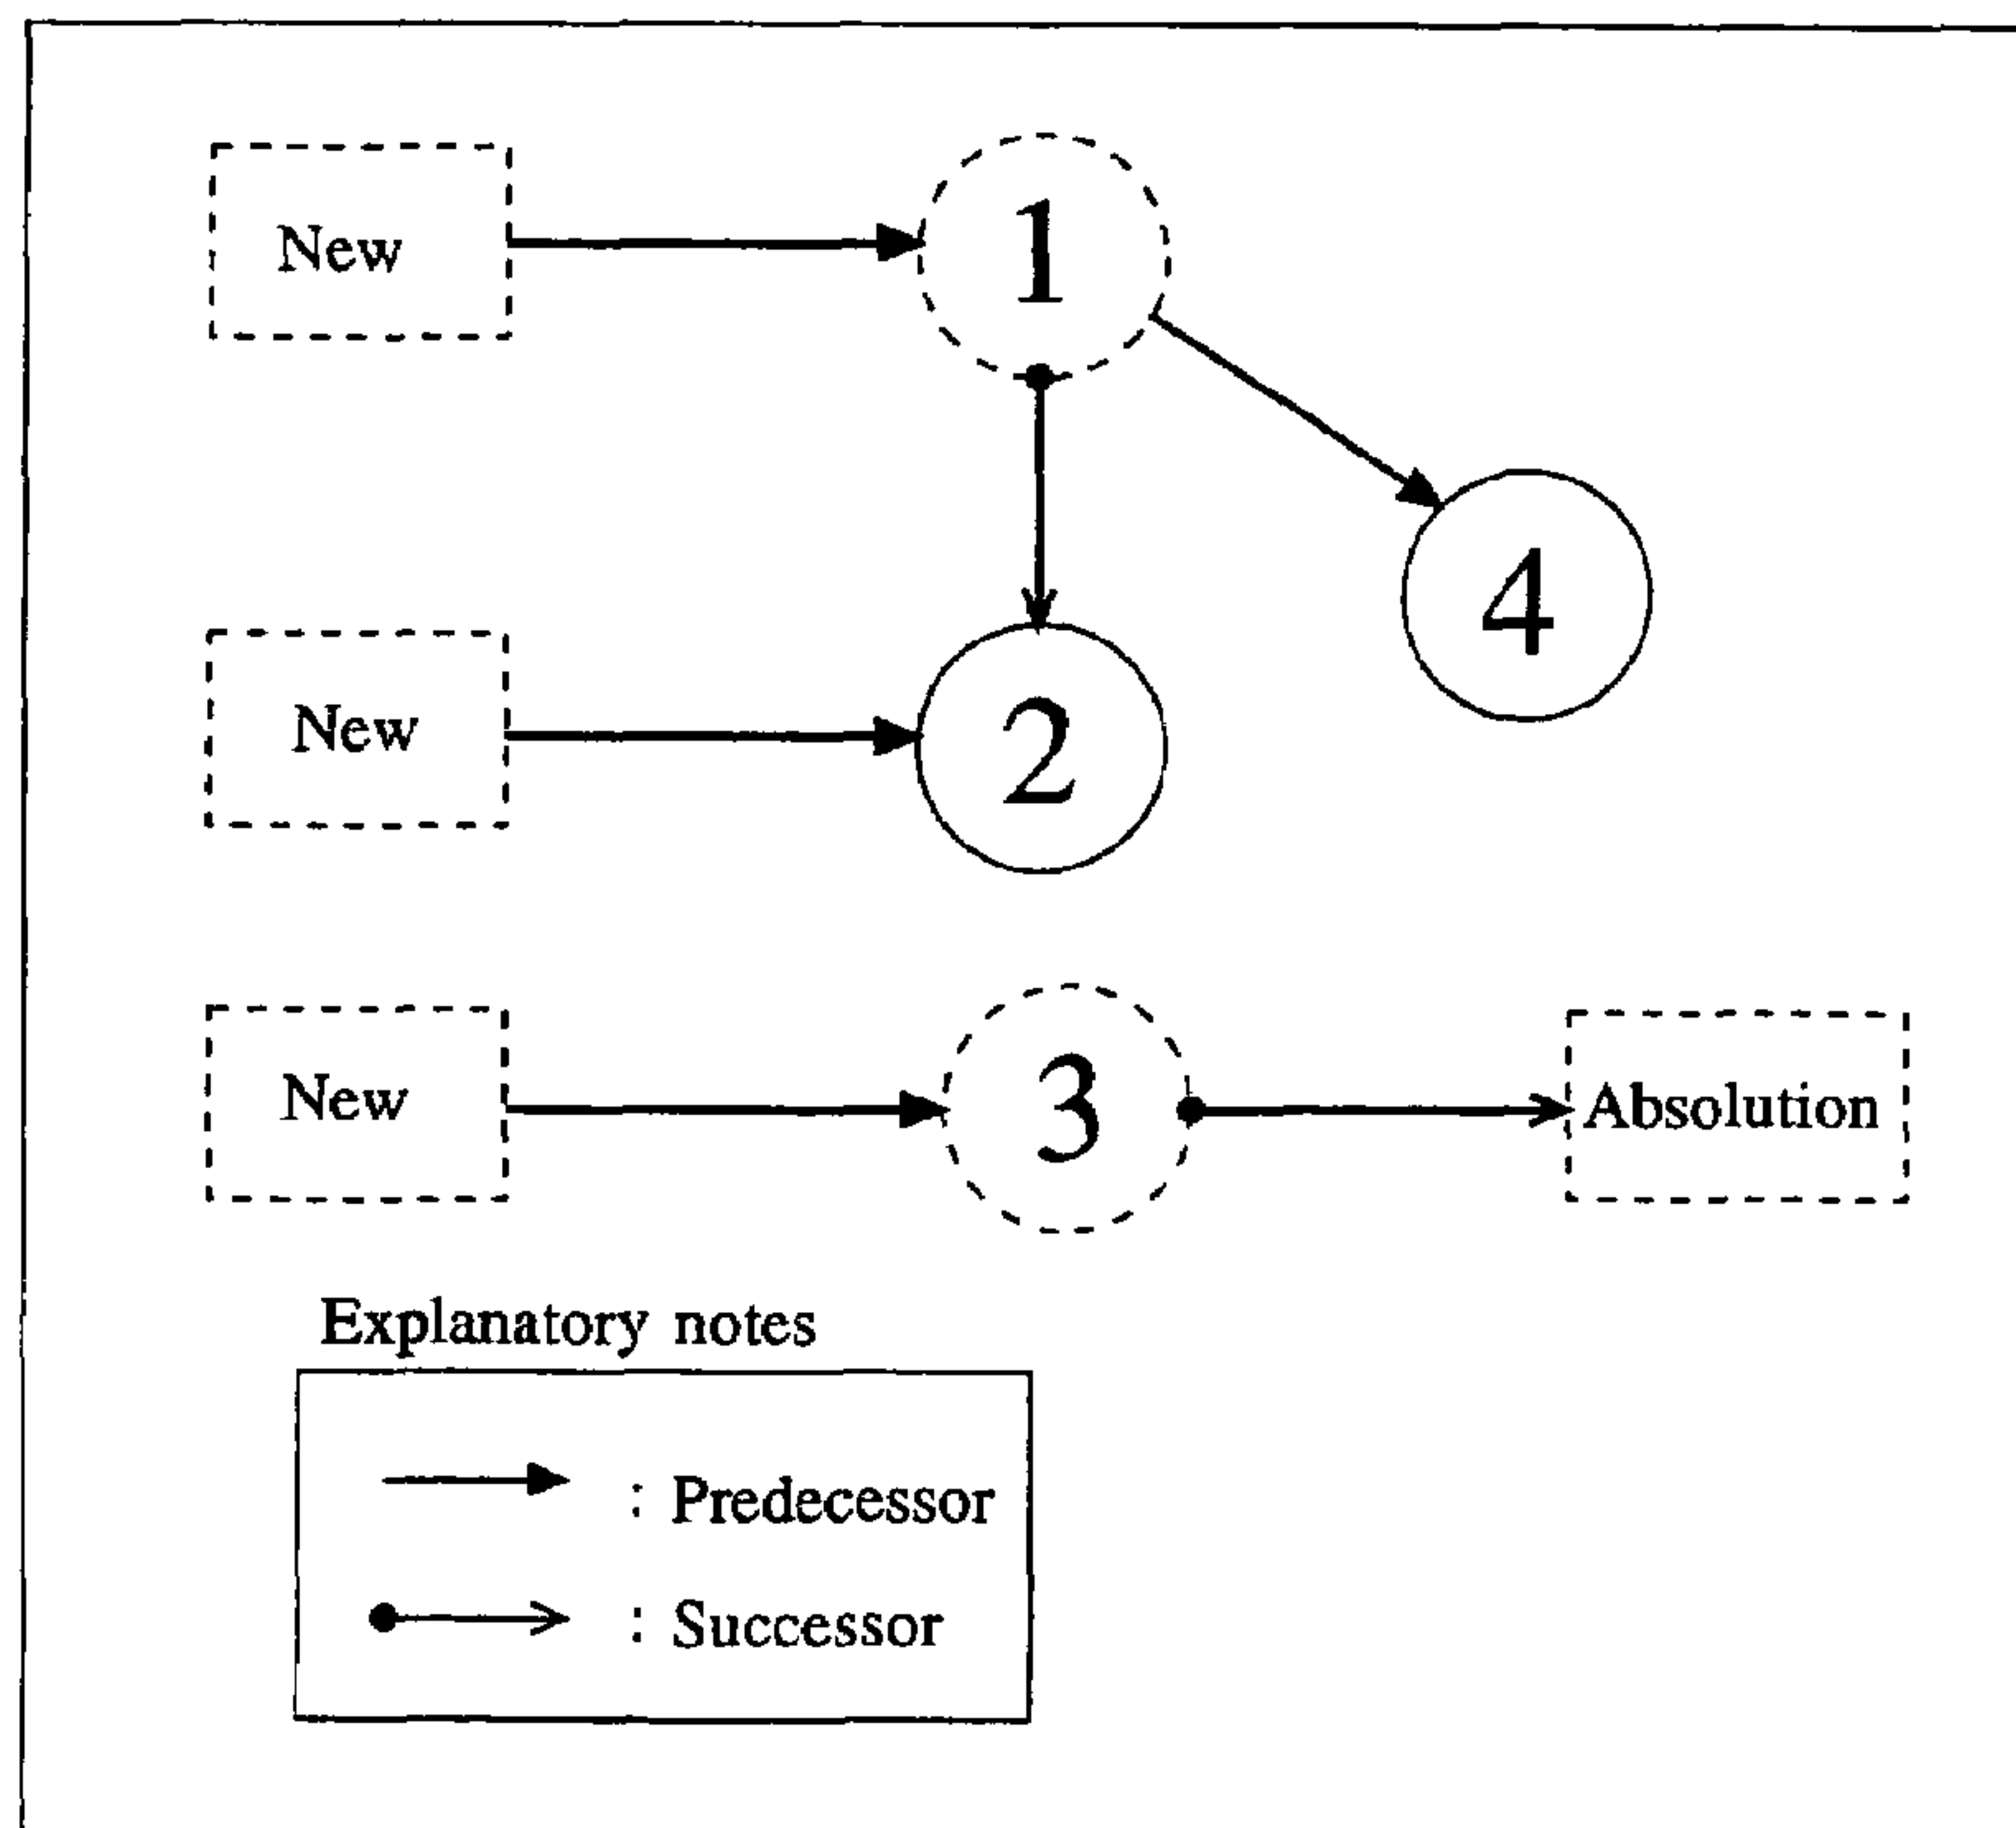 New
1
4
New
2
New
3
Absolution
Explanatory notes
: Predecessor
: Successor